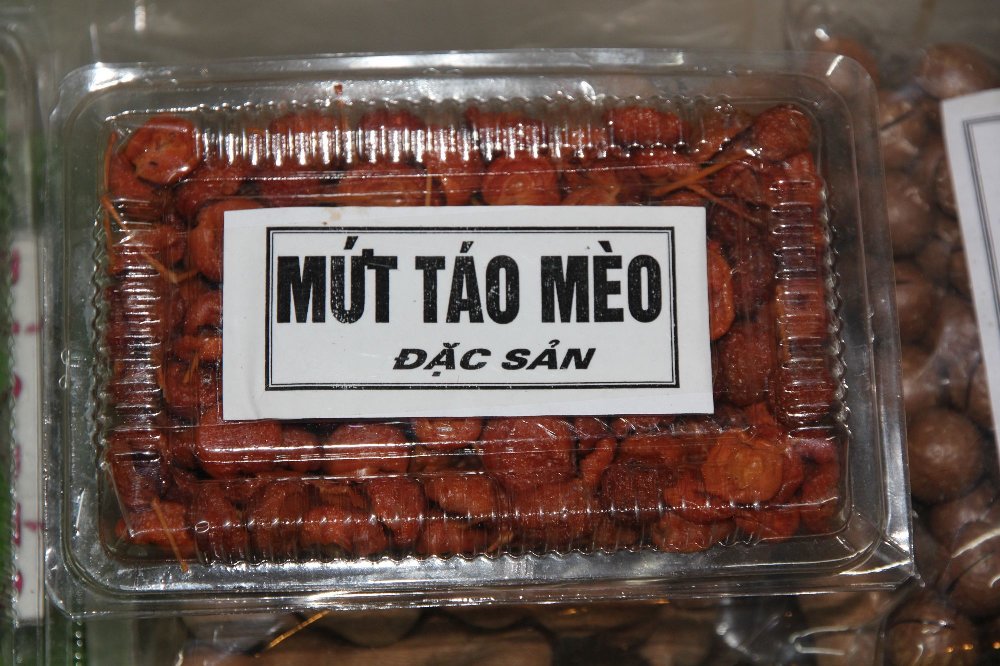 MỨT TÁO MÈO
ĐẶC SẢN